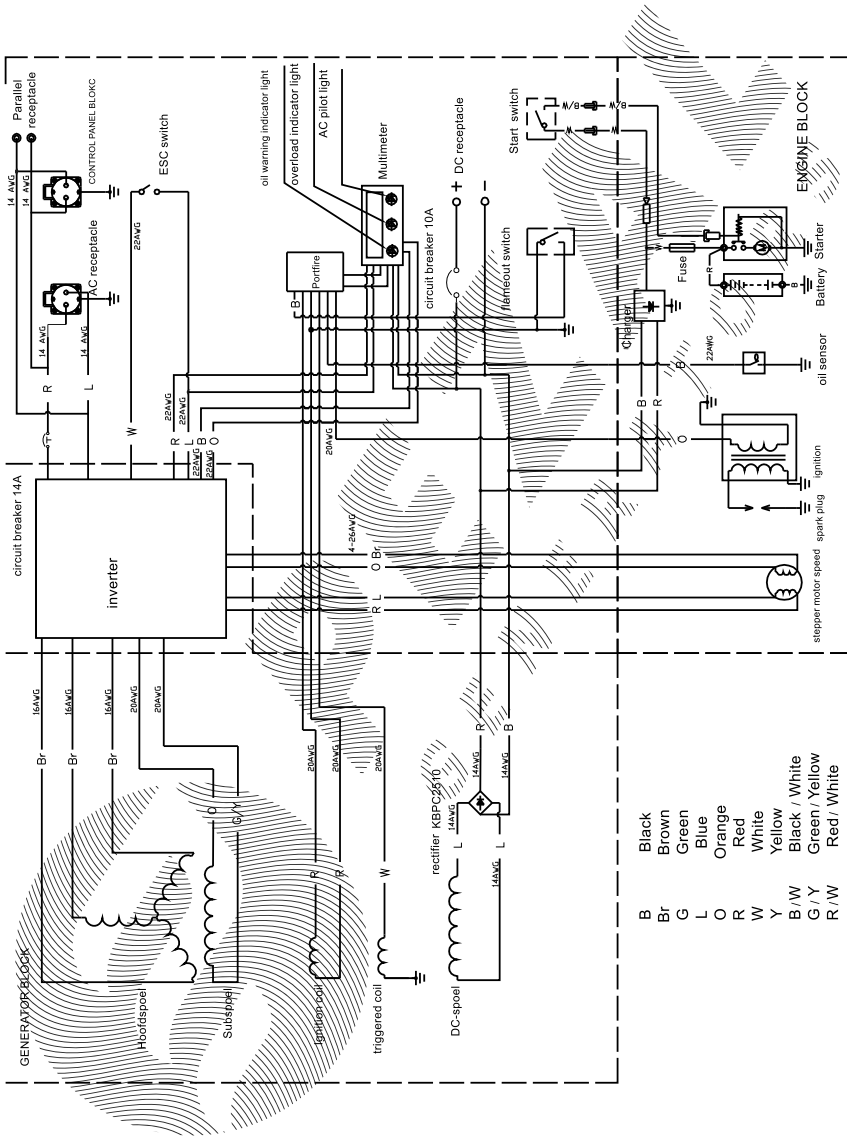 Parallel
receptacle
14 AWG
14 AWG
CONTROL PANEL BLOKC
AC receptacle
14 AWG
14 AWG
R
L
ESC switch
22AWG
W
circuit breaker 14A
inverter
22AWG
22AWG
R
L
B
O
22AWG
22AWG
oil warning indicator light
overload indicator light
AC pilot light
Multimeter
Portfire
B
circuit breaker 10A
DC receptacle
+
−
flameout switch
Start switch
B/W
B/W
W
W
ENGINE BLOCK
Fuse
W
R
Starter
Battery
B
Charger
B
22AWG
oil sensor
B
R
O
20AWG
ignition
spark plug
4-26AWG
Br
O
L
R
stepper motor speed
16AWG
16AWG
16AWG
20AWG
20AWG
Br
Br
Br
O
G/Y
GENERATOR BLOCK
Hoofdspoel
Subspoel
20AWG
20AWG
20AWG
R
R
W
Ignition coil
triggered coil
rectifier KBPC2510
14AWG
14AWG
R
B
14AWG
14AWG
L
L
DC-spoel
B Black
Br Brown
G Green
L Blue
O Orange
R Red
W White
Y Yellow
B/W Black / White
G/Y Green / Yellow
R/W Red / White